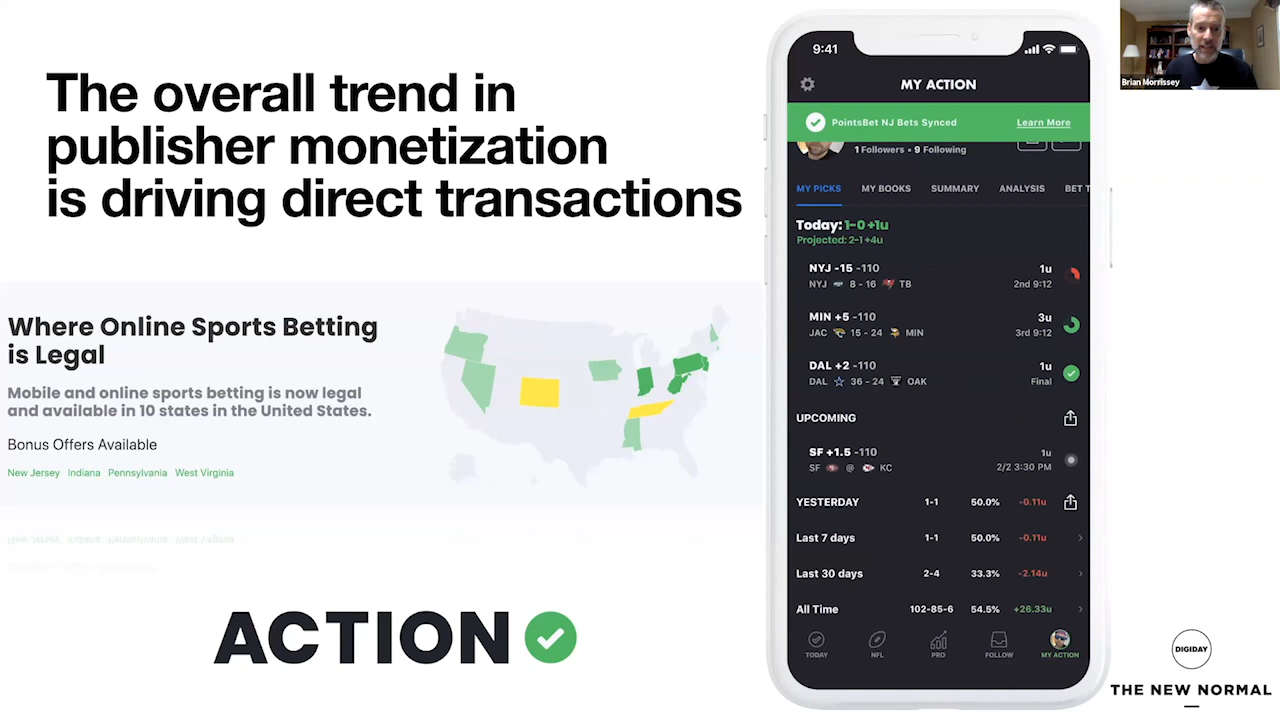 The overall trend in
publisher monetization
is driving direct transactions
Where Online Sports Betting
is Legal
Mobile and online sports betting is now legal
and available in 10 states in the United States.
Bonus Offers Available
New Jersey Indiana Pennsylvania West Virginia
ACTION
9:41
MY ACTION
PointsBet NJ Bets Synced Learn More
1 Followers • 9 Following
MY PICKS MY BOOKS SUMMARY ANALYSIS BET T
Today: 1-0 +1u
Projected: 2-1 +4u
NYJ -15 -110 1u
NYJ 8 - 16 TB 2nd 9:12
MIN +5 -110 3u
JAC 15 - 24 MIN 3rd 9:12
DAL +2 -110 1u
DAL 36 - 24 OAK Final
UPCOMING
SF +1.5 -110 1u
SF @ KC 2/2 3:30 PM
YESTERDAY 1-1 50.0% -0.11u
Last 7 days 1-1 50.0% -0.11u
Last 30 days 2-4 33.3% -2.14u
All Time 102-85-6 54.5% +26.33u
TODAY NFL PRO FOLLOW MY ACTION
Brian Morrissey
DIGIDAY
THE NEW NORMAL